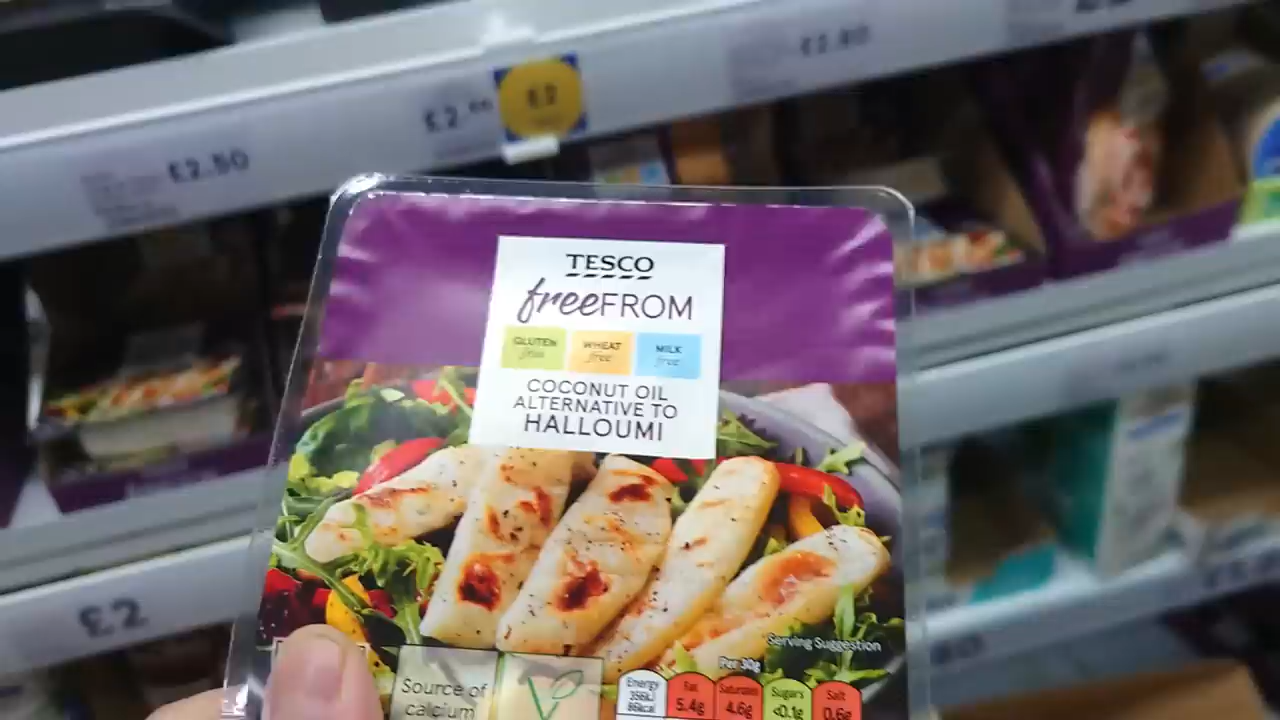 £2.80
£2
£2.50
TESCO
freeFROM
GLUTEN free
WHEAT free
MILK free
COCONUT OIL
ALTERNATIVE TO
HALLOUMI
£2
Serving Suggestion
Per 30g
Source of
calcium
Energy
356kJ
86kcal
Fat
5.4g
Saturates
4.6g
Sugars
<0.1g
Salt
0.6g